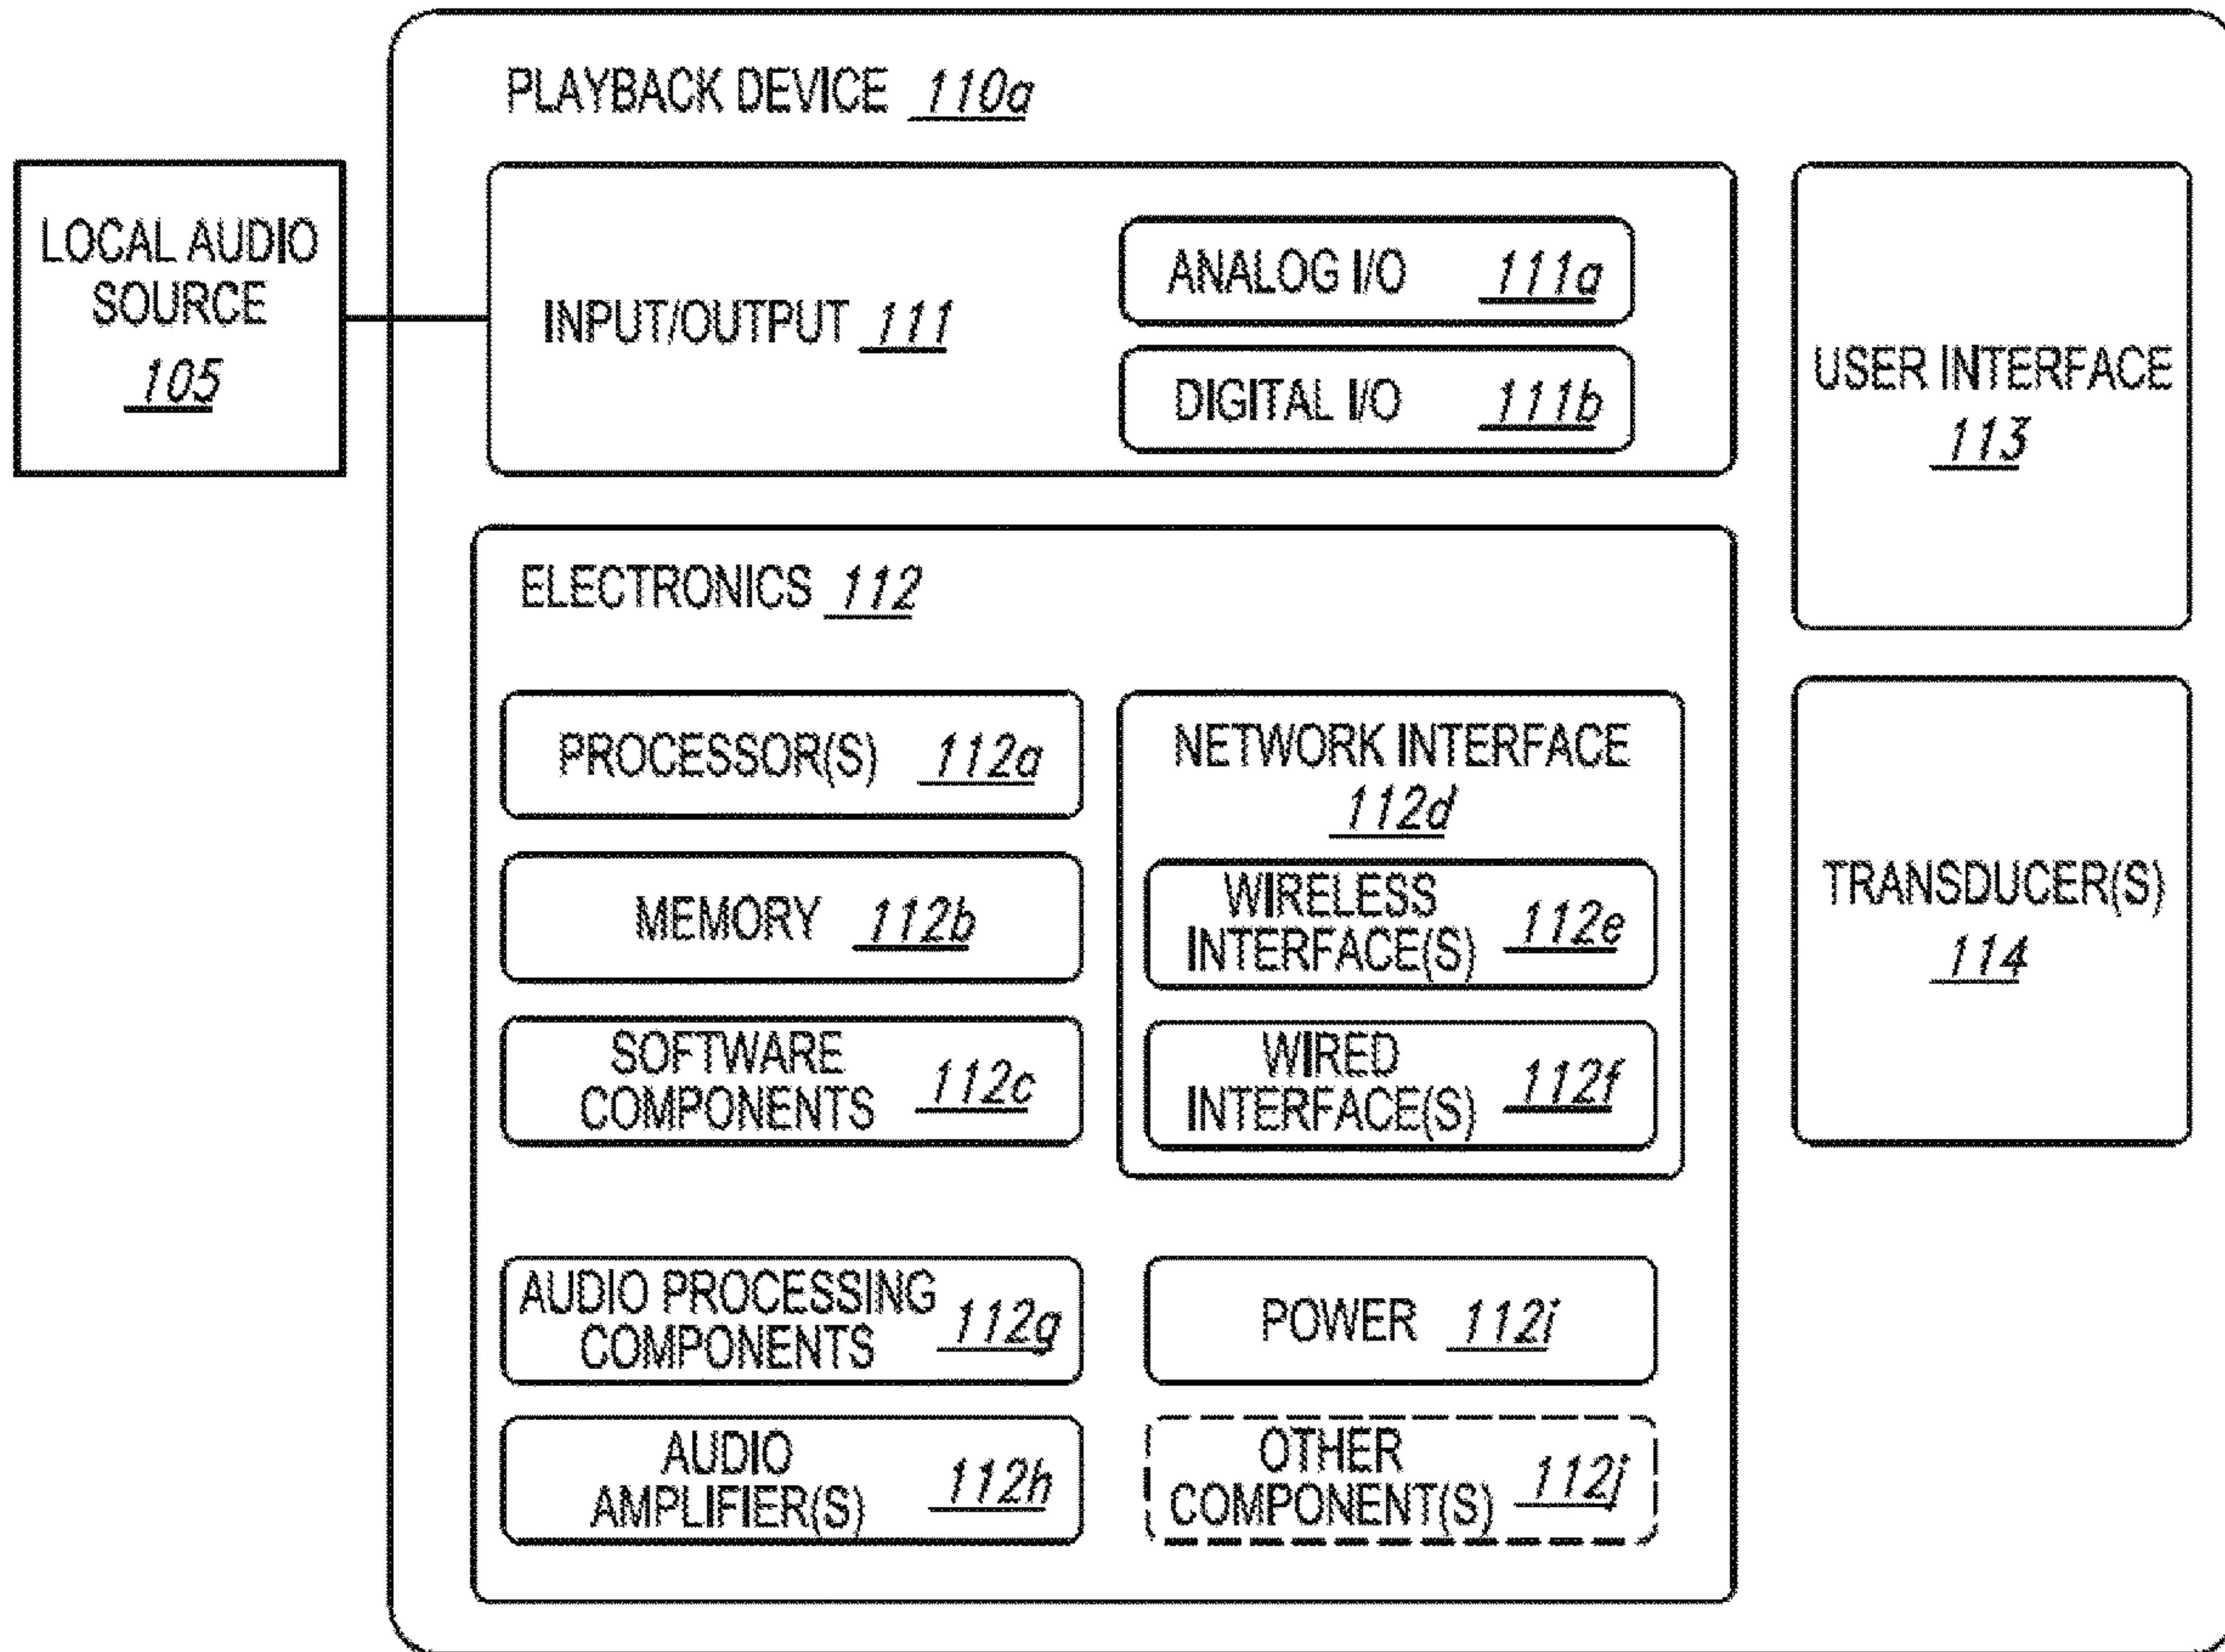 PLAYBACK DEVICE 110a
LOCAL AUDIO
SOURCE
105
INPUT/OUTPUT 111
ANALOG I/O 111a
DIGITAL I/O 111b
USER INTERFACE
113
ELECTRONICS 112
PROCESSOR(S) 112a
MEMORY 112b
SOFTWARE
COMPONENTS 112c
NETWORK INTERFACE
112d
WIRELESS
INTERFACE(S) 112e
WIRED
INTERFACE(S) 112f
TRANSDUCER(S)
114
AUDIO PROCESSING
COMPONENTS 112g
POWER 112i
AUDIO
AMPLIFIER(S) 112h
OTHER
COMPONENT(S) 112j